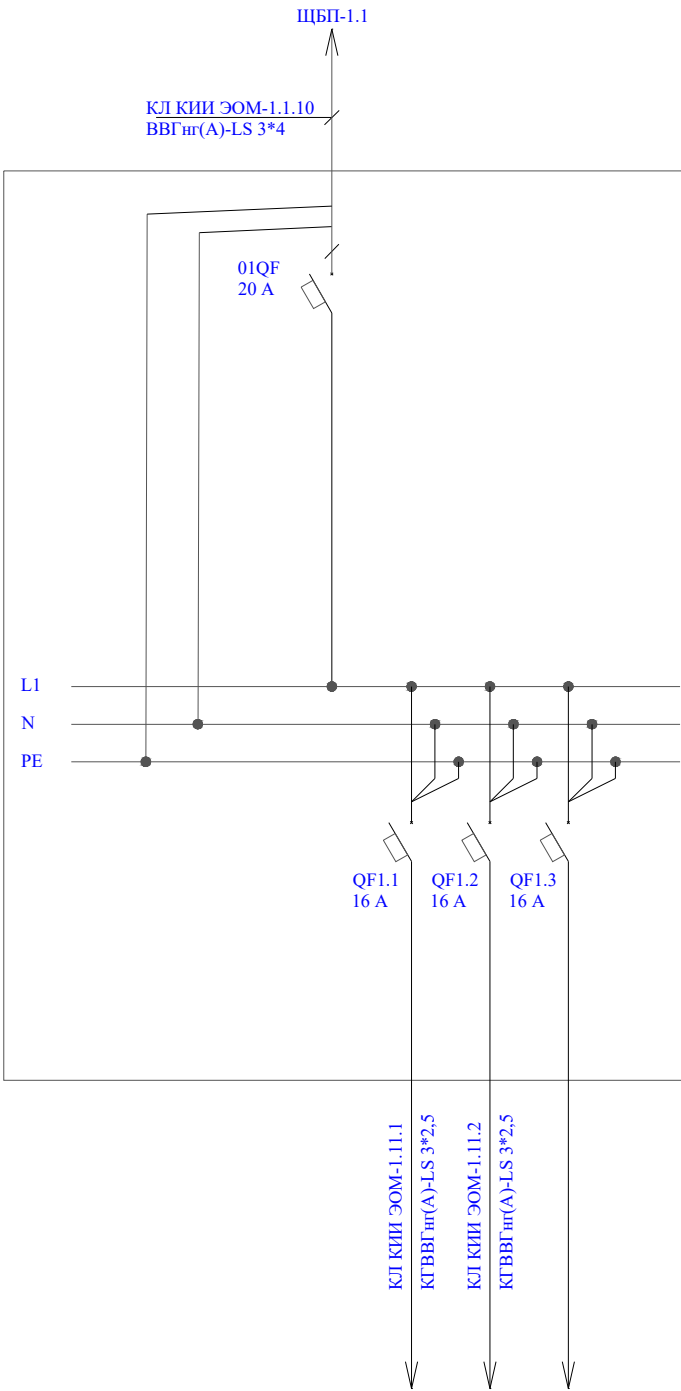 ЩБП-1.1
КЛ КИИ ЭОМ-1.1.10
ВВГнг(А)-LS 3*4
01QF
20 А
L1
N
PE
QF1.1
16 А
QF1.2
16 А
QF1.3
16 А
КЛ КИИ ЭОМ-1.11.1
КГВВГнг(А)-LS 3*2,5
КЛ КИИ ЭОМ-1.11.2
КГВВГнг(А)-LS 3*2,5